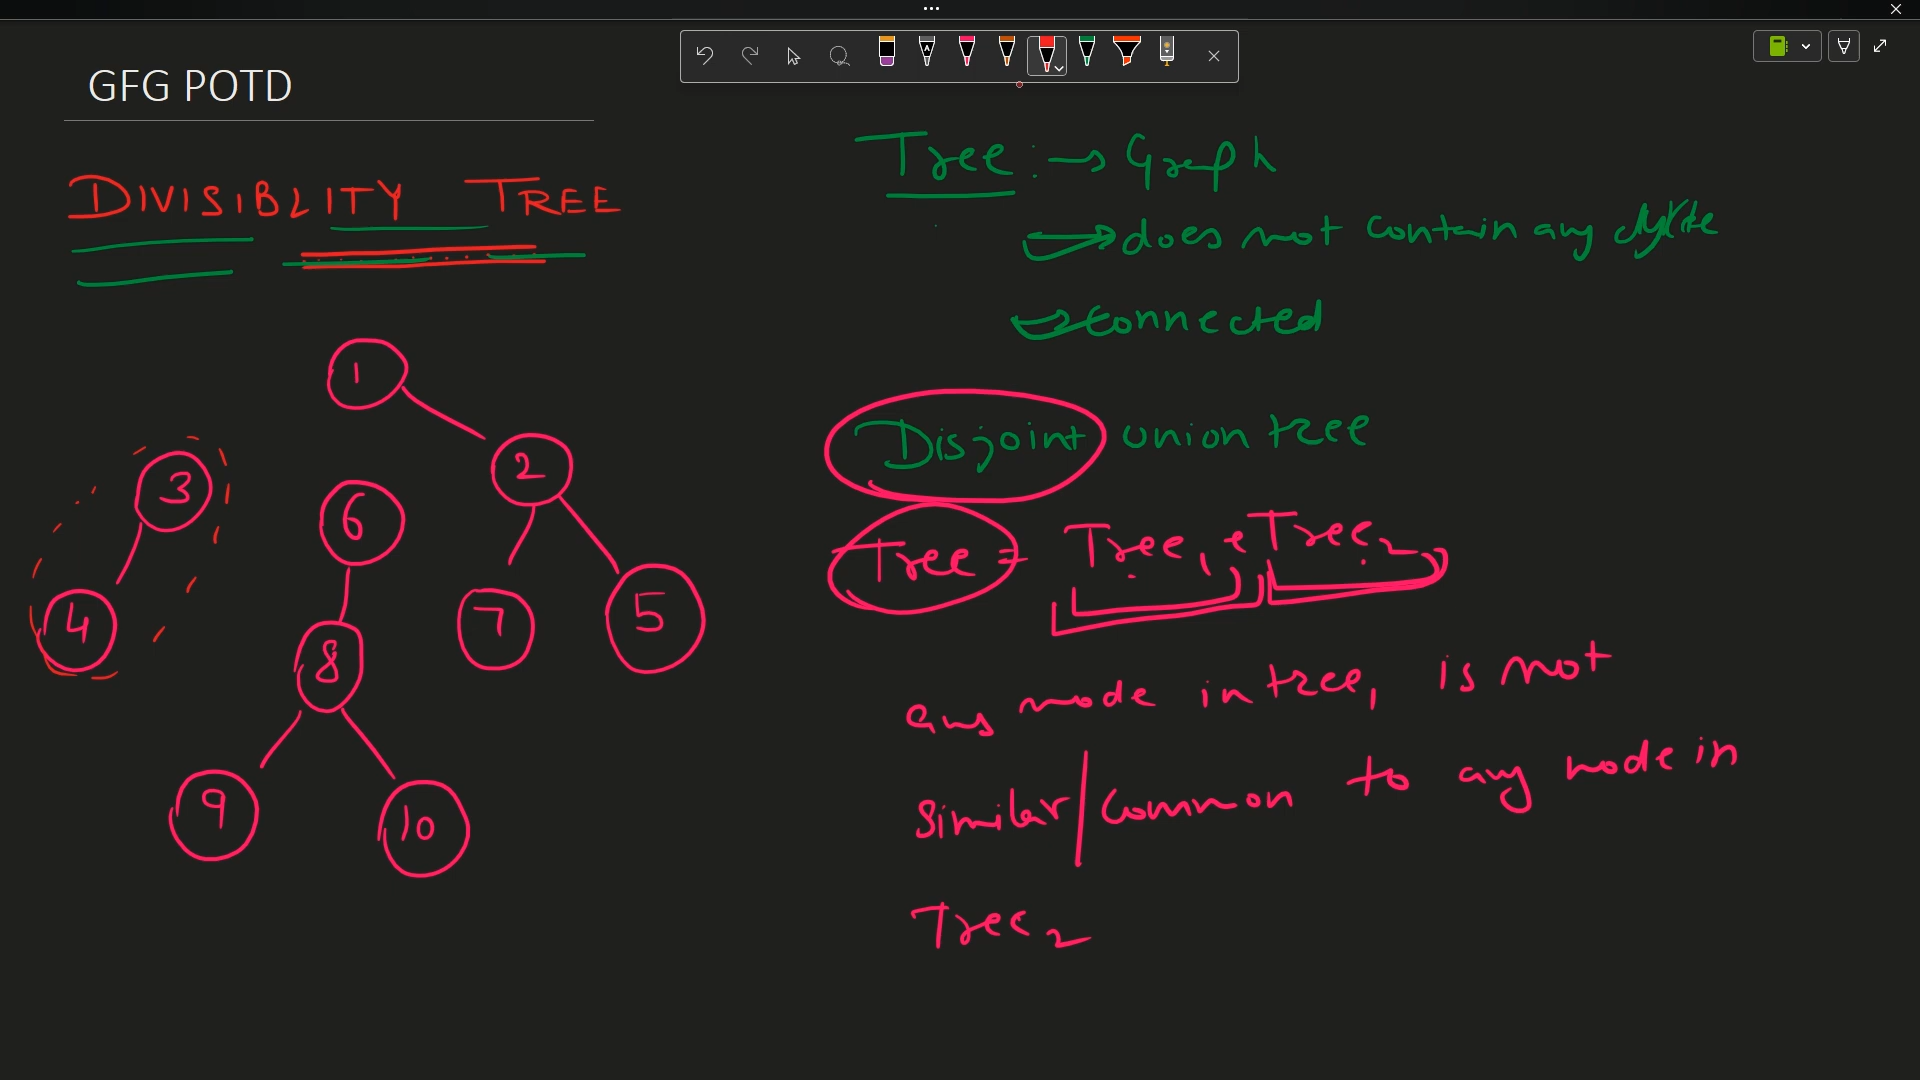 GFG POTD
DIVISIBLITY TREE
1
2
3
6
4
8
7
5
9
10
Tree :→ Graph
→ does not contain any
→ connected
Disjoint union tree
Tree = Tree1 & Tree2
any node in tree1 is not
similar/common to any node in
Tree2